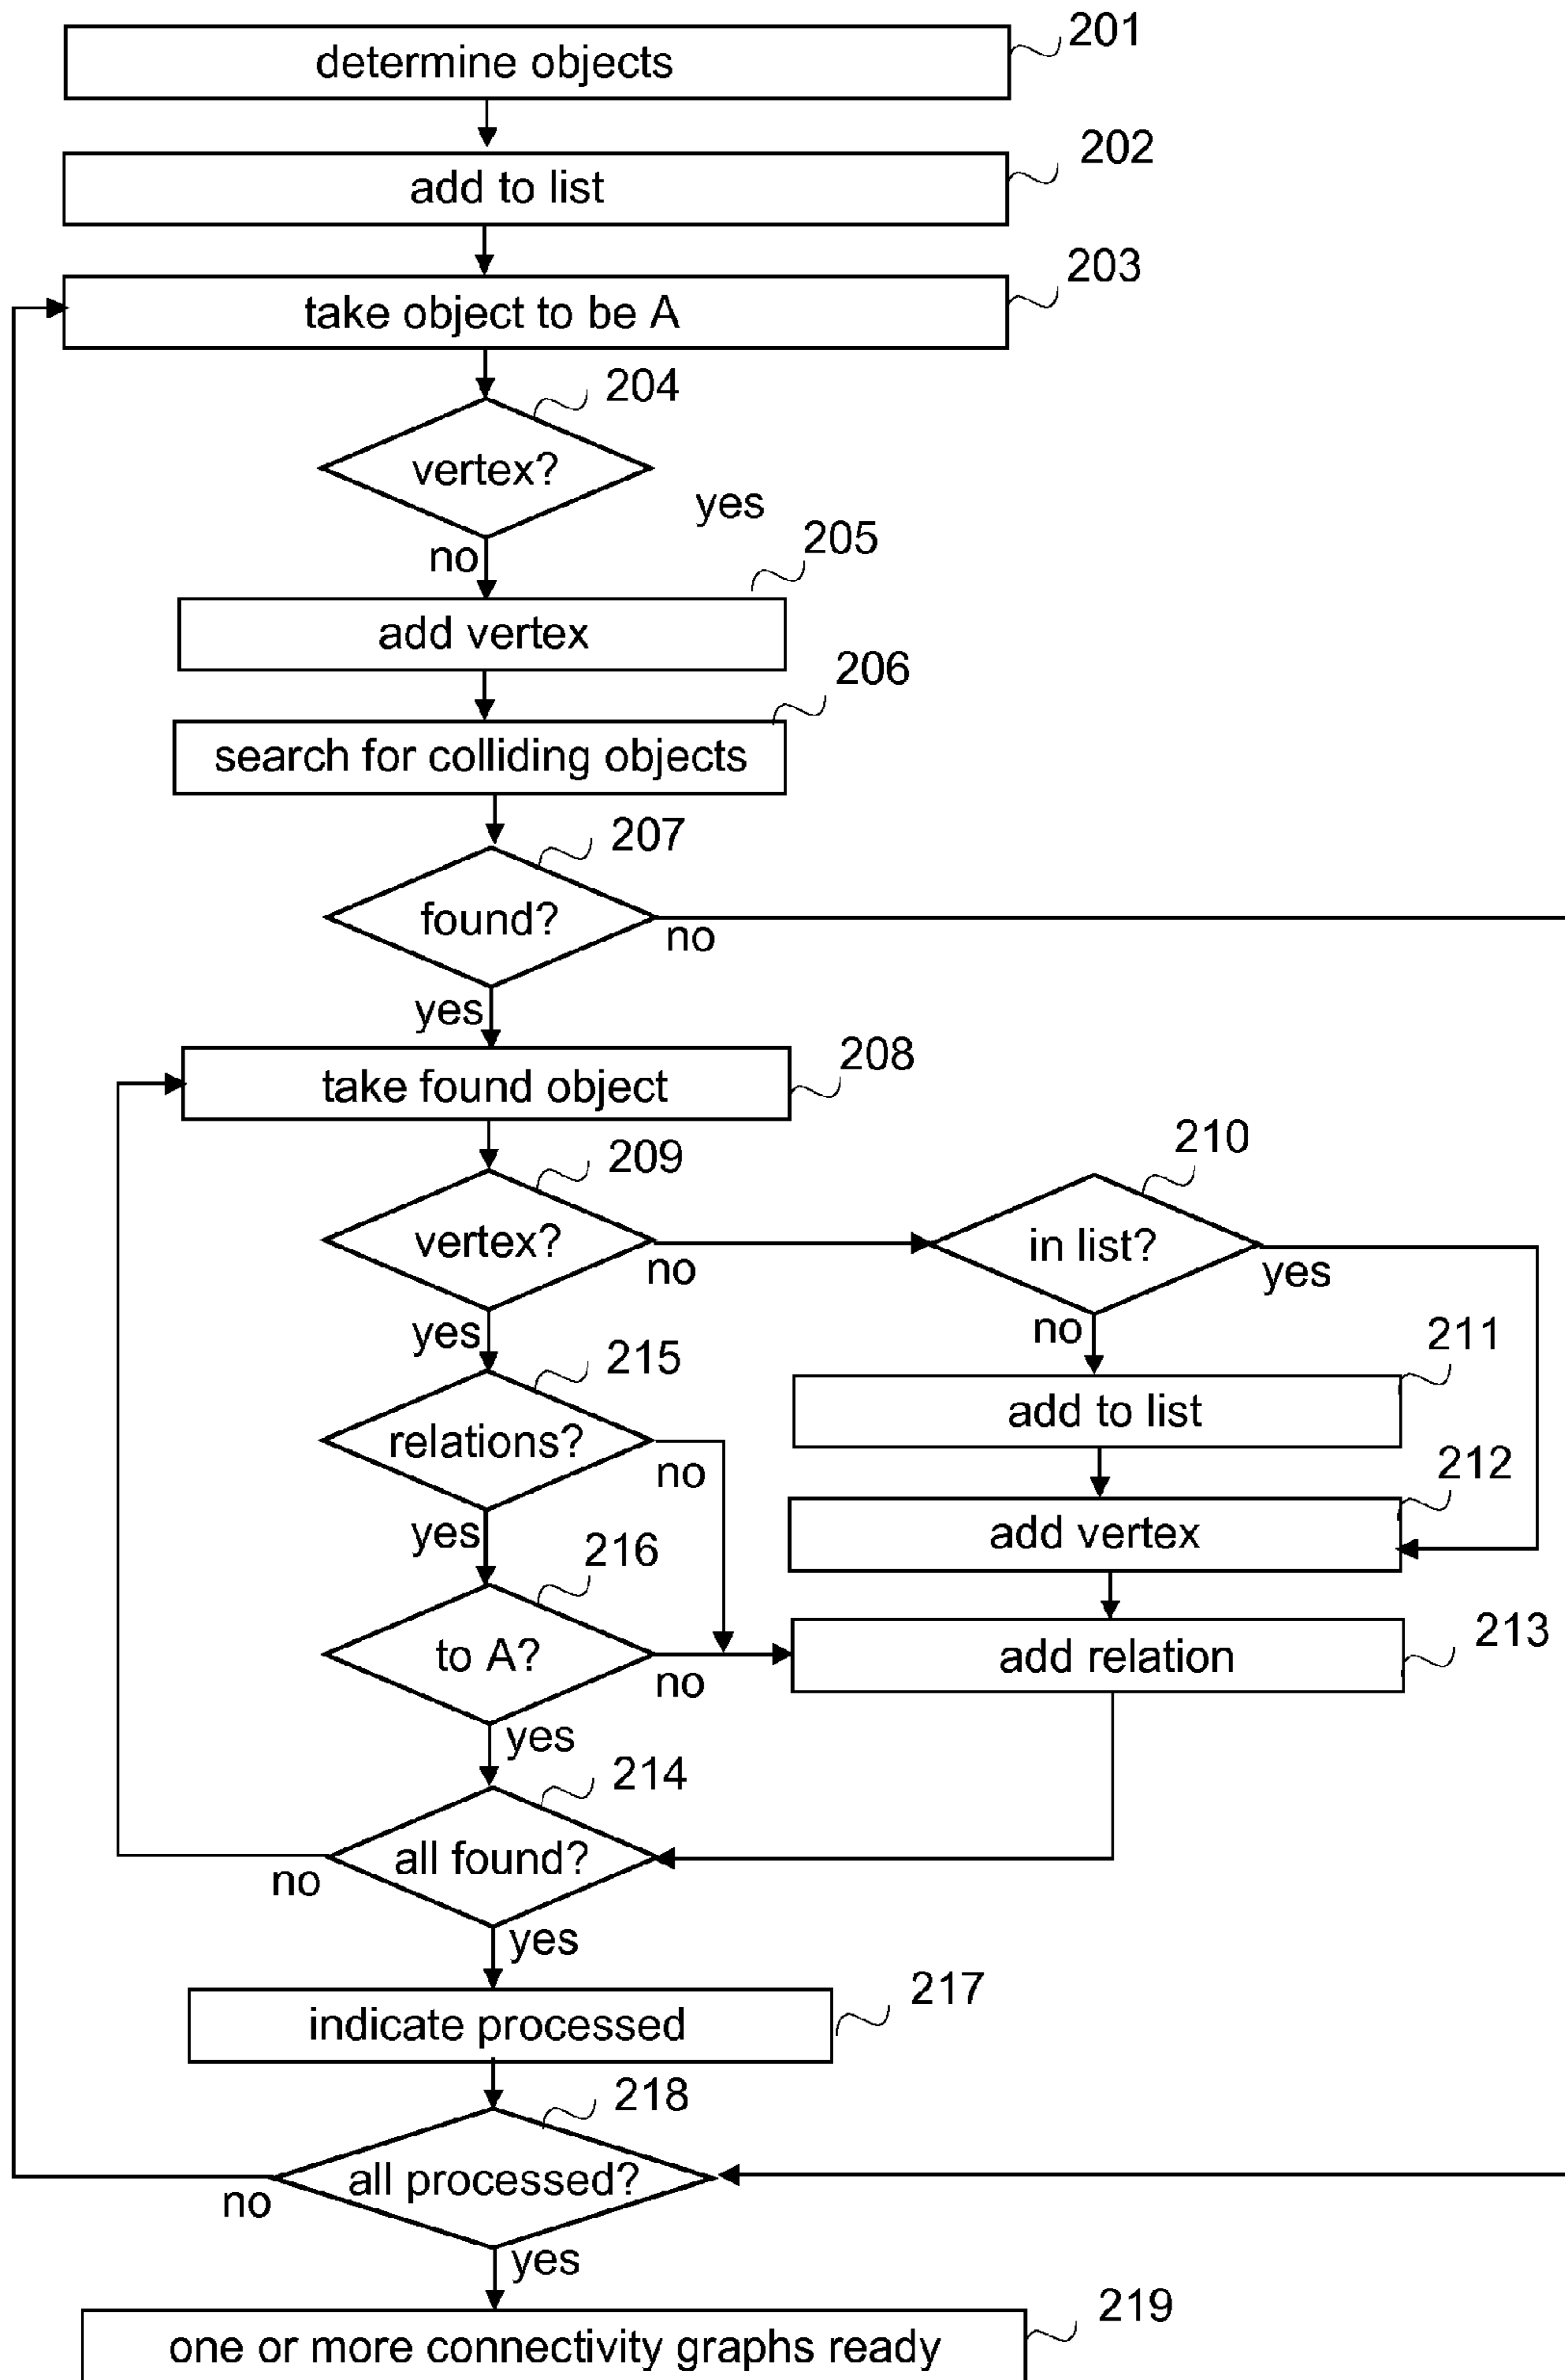 determine objects
201
add to list
202
take object to be A
203
vertex?
204
yes
no
add vertex
205
search for colliding objects
206
found?
207
no
yes
take found object
208
vertex?
209
no
in list?
210
yes
yes
no
relations?
215
no
add to list
211
yes
add vertex
212
to A?
216
no
add relation
213
yes
all found?
214
no
yes
indicate processed
217
all processed?
218
no
yes
one or more connectivity graphs ready
219